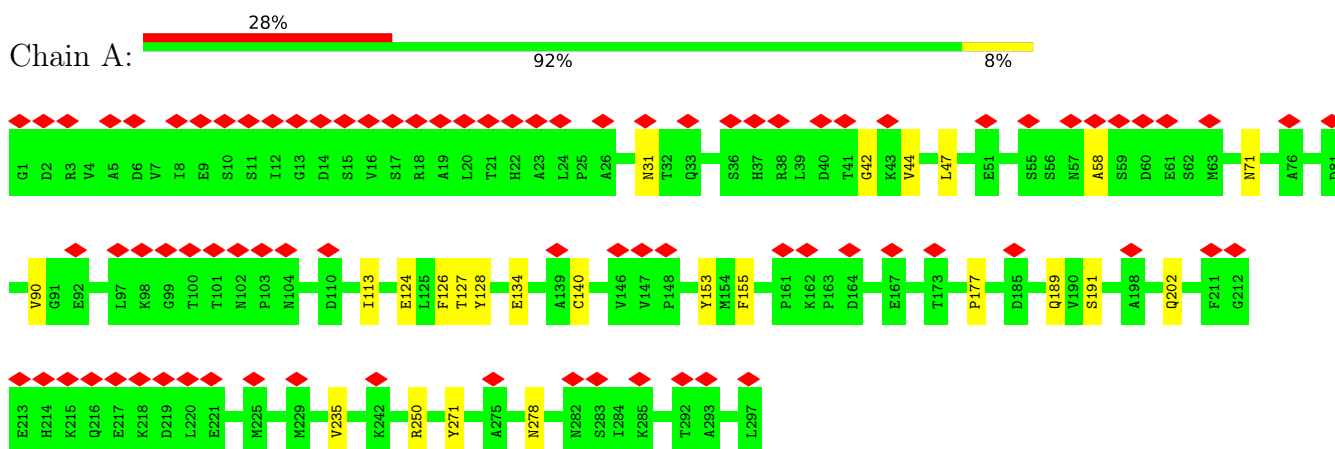 28%
Chain A:
92% 8%
G1 D2 R3 V4 A5 D6 V7 I8 E9 S10 S11 I12 G13 D14 S15 V16 S17 R18 A19 L20 T21 H22 A23 L24 P25 A26 N31 T32 Q33 S36 H37 R38 L39 D40 T41 G42 K43 V44 L47 E51 S55 S56 N57 A58 S59 D60 E61 S62 M63 N71 A76
V90 G91 E92 L97 K98 G99 T100 T101 N102 P103 N104 D110 I113 E124 L125 F126 T127 Y128 E134 A139 C140 V146 V147 P148 Y153 M154 F155 P161 K162 P163 D164 E167 T173 P177 D185 Q189 V190 S191 A198 Q202 F211 G212
E213 H214 K215 Q216 E217 K218 D219 L220 E221 M225 M229 V235 K242 R250 Y271 A275 N278 N282 S283 I284 K285 T292 A293 L297